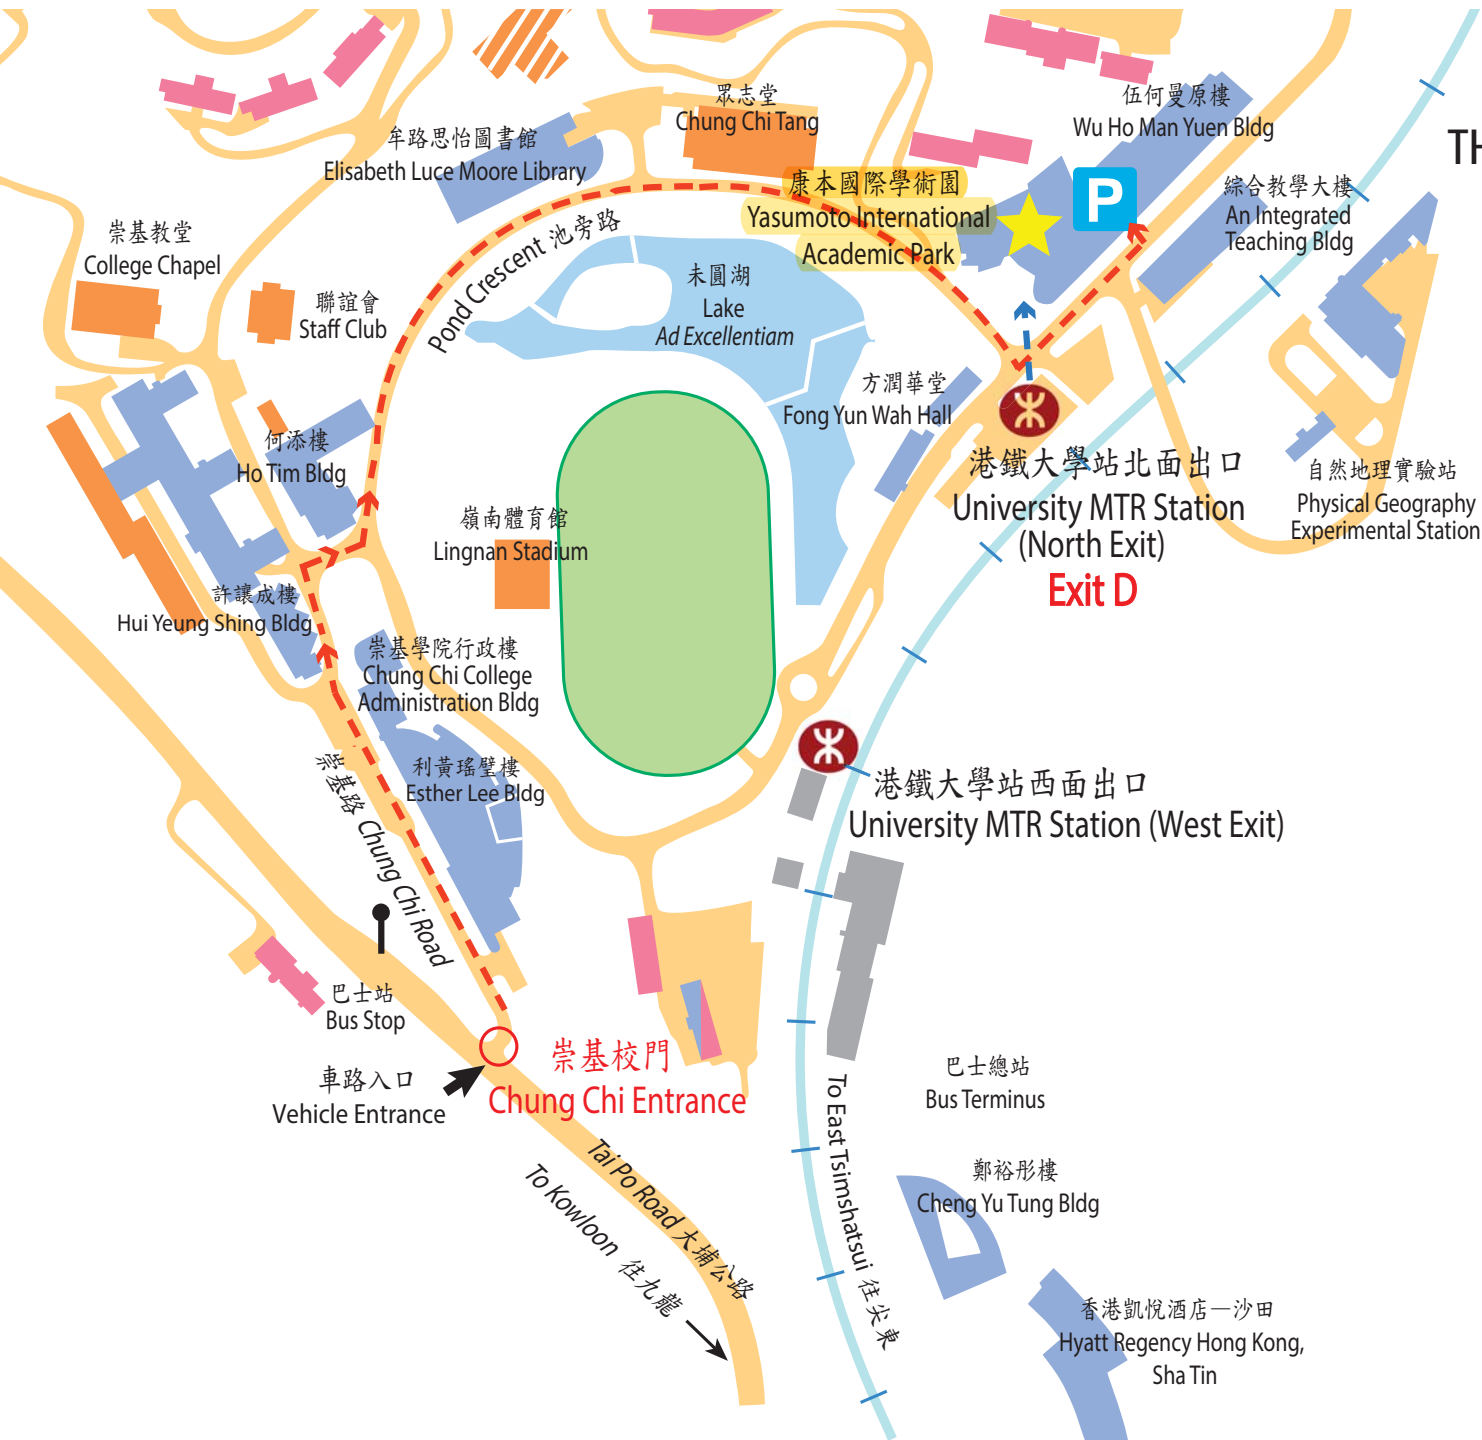 眾志堂
Chung Chi Tang
伍何曼原樓
Wu Ho Man Yuen Bldg
TH
牟路思怡圖書館
Elisabeth Luce Moore Library
康本國際學術園
Yasumoto International
Academic Park
P
綜合教學大樓
An Integrated
Teaching Bldg
崇基教堂
College Chapel
聯誼會
Staff Club
Pond Crescent 池旁路
未圓湖
Lake
Ad Excellentiam
方潤華堂
Fong Yun Wah Hall
何添樓
Ho Tim Bldg
港鐵大學站北面出口
University MTR Station
(North Exit)
Exit D
自然地理實驗站
Physical Geography
Experimental Station
嶺南體育館
Lingnan Stadium
許讓成樓
Hui Yeung Shing Bldg
崇基學院行政樓
Chung Chi College
Administration Bldg
利黃瑤璧樓
Esther Lee Bldg
崇基路 Chung Chi Road
港鐵大學站西面出口
University MTR Station (West Exit)
巴士站
Bus Stop
車路入口
Vehicle Entrance
崇基校門
Chung Chi Entrance
巴士總站
Bus Terminus
Tai Po Road 大埔公路
To Kowloon 往九龍
To East Tsimshatsui 往尖東
鄭裕彤樓
Cheng Yu Tung Bldg
香港凱悅酒店—沙田
Hyatt Regency Hong Kong,
Sha Tin